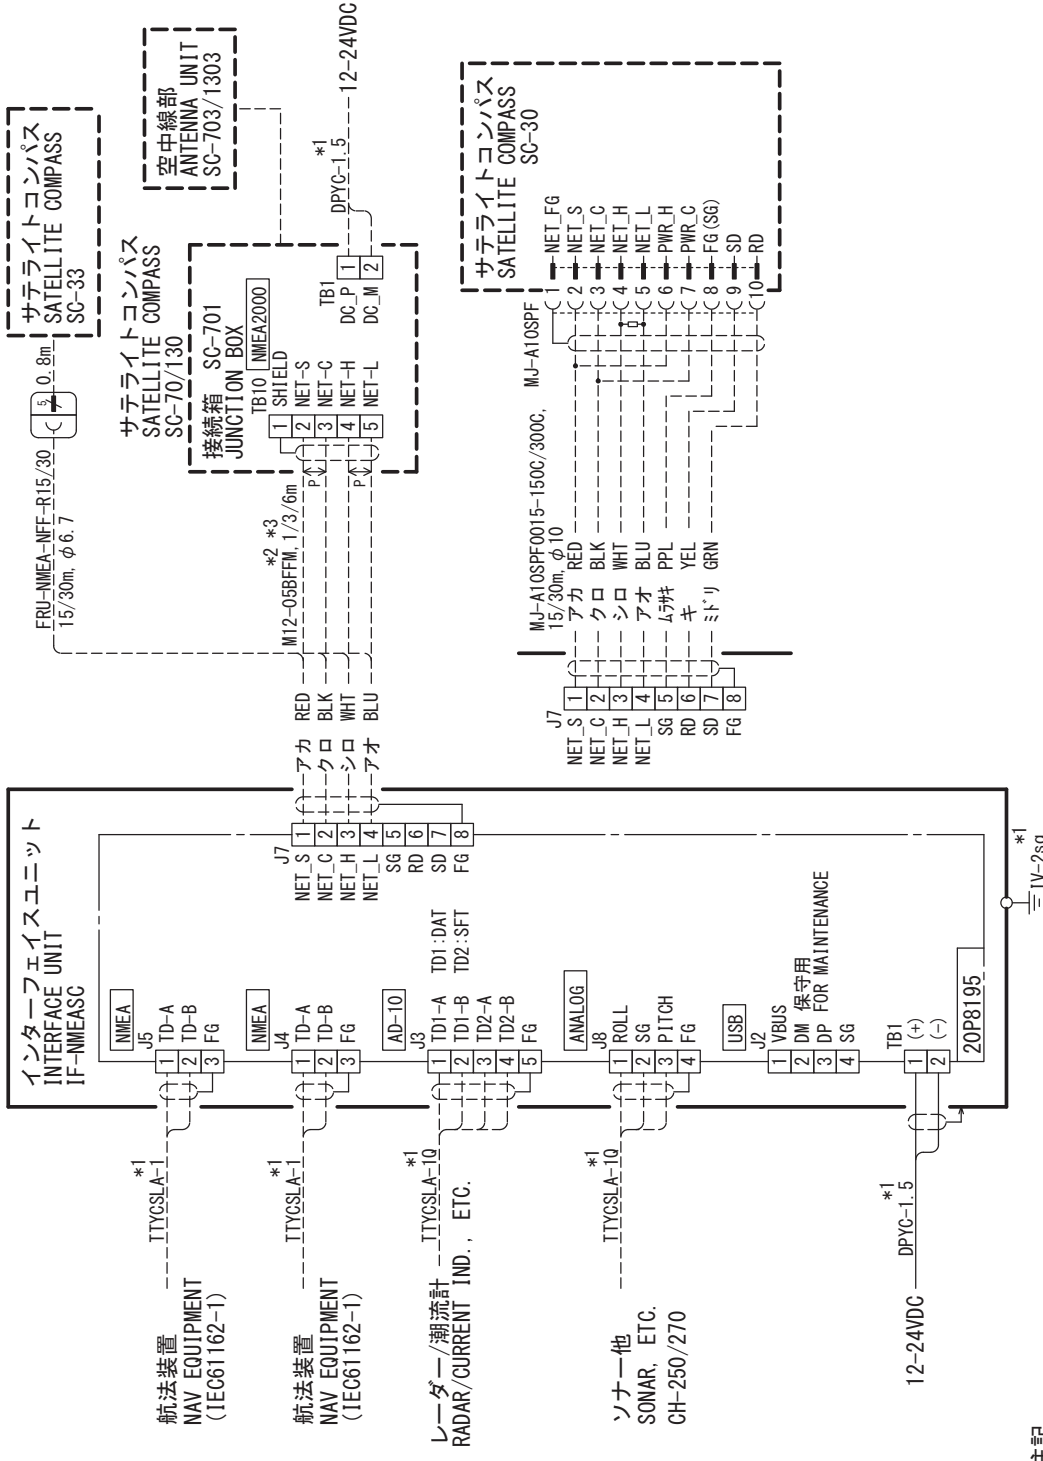 インターフェイスユニット
INTERFACE UNIT
IF-NMEASC
航法装置
NAV EQUIPMENT
(IEC61162-1)
TTYCSLA-1
*1
NMEA
J5
1 TD-A
2 TD-B
3 FG
航法装置
NAV EQUIPMENT
(IEC61162-1)
TTYCSLA-1
*1
NMEA
J4
1 TD-A
2 TD-B
3 FG
レーダー/潮流計
RADAR/CURRENT IND., ETC.
TTYCSLA-1Q
*1
AD-10
J3
1 TD1-A TD1:DAT
2 TD1-B TD2:SFT
3 TD2-A
4 TD2-B
5 FG
ソナー他
SONAR, ETC.
CH-250/270
TTYCSLA-1Q
*1
ANALOG
J8
1 ROLL
2 SG
3 PITCH
4 FG
USB
J2
1 VBUS
2 DM 保守用
3 DP FOR MAINTENANCE
4 SG
12-24VDC
DPYC-1.5
*1
TB1
1 (+)
2 (-)
20P8195
*1
IV-2sq
J7
NET_S 1 アカ RED
NET_C 2 クロ BLK
NET_H 3 シロ WHT
NET_L 4 アオ BLU
SG 5
RD 6
SD 7
FG 8
FRU-NMEA-NFF-R15/30
15/30m, φ6.7
5
0.8m
サテライトコンパス
SATELLITE COMPASS
SC-33
*2 *3
M12-05BFFM, 1/3/6m
P
P
サテライトコンパス
SATELLITE COMPASS
SC-70/130
接続箱 SC-701
JUNCTION BOX
TB10 NMEA2000
1 SHIELD
2 NET-S
3 NET-C
4 NET-H
5 NET-L
TB1
DC_P 1
DC_M 2
DPYC-1.5
*1
12-24VDC
空中線部
ANTENNA UNIT
SC-703/1303
J7
NET_S 1 アカ RED
NET_C 2 クロ BLK
NET_H 3 シロ WHT
NET_L 4 アオ BLU
SG 5 ムラサキ PPL
RD 6 キ YEL
SD 7 ミドリ GRN
FG 8
MJ-A10SPF0015-150C/300C,
15/30m, φ10
MJ-A10SPF
サテライトコンパス
SATELLITE COMPASS
SC-30
1 NET_FG
2 NET_S
3 NET_C
4 NET_H
5 NET_L
6 PWR_H
7 PWR_C
8 FG(SG)
9 SD
10 RD